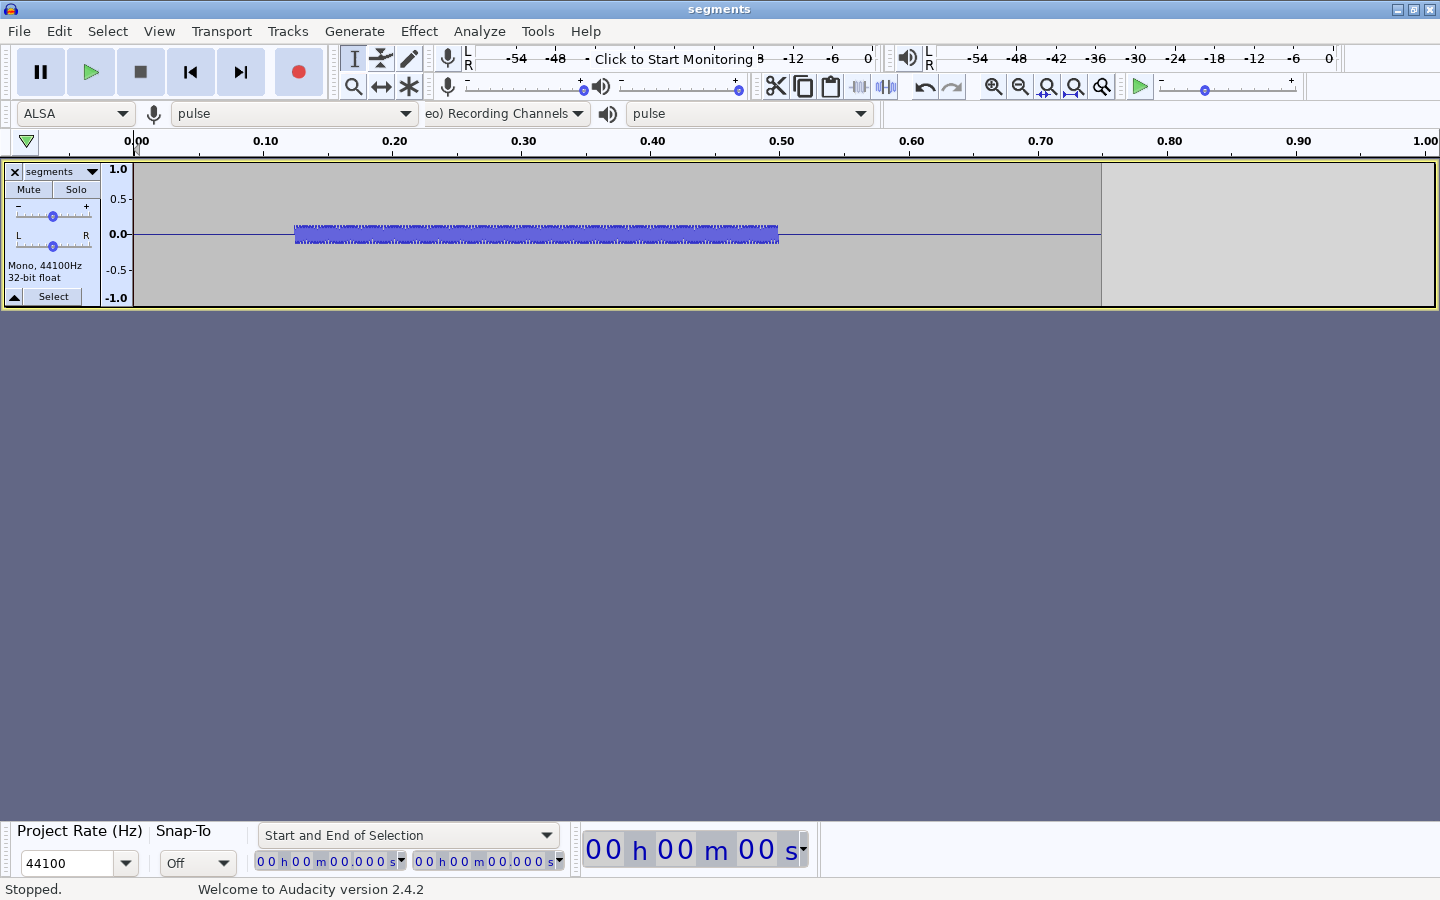 segments
File Edit Select View Transport Tracks Generate Effect Analyze Tools Help
L R -54 -48 - Click to Start Monitoring -12 -6 0 L R -54 -48 -42 -36 -30 -24 -18 -12 -6 0
- + - + - +
ALSA pulse eo) Recording Channels pulse
0.00 0.10 0.20 0.30 0.40 0.50 0.60 0.70 0.80 0.90 1.00
segments
Mute Solo
- +
L R
Mono, 44100Hz
32-bit float
Select
1.0
0.5
0.0
-0.5
-1.0
Project Rate (Hz) Snap-To Start and End of Selection
44100 Off 00 h 00 m 00.000 s 00 h 00 m 00.000 s 00 h 00 m 00 s
Stopped. Welcome to Audacity version 2.4.2